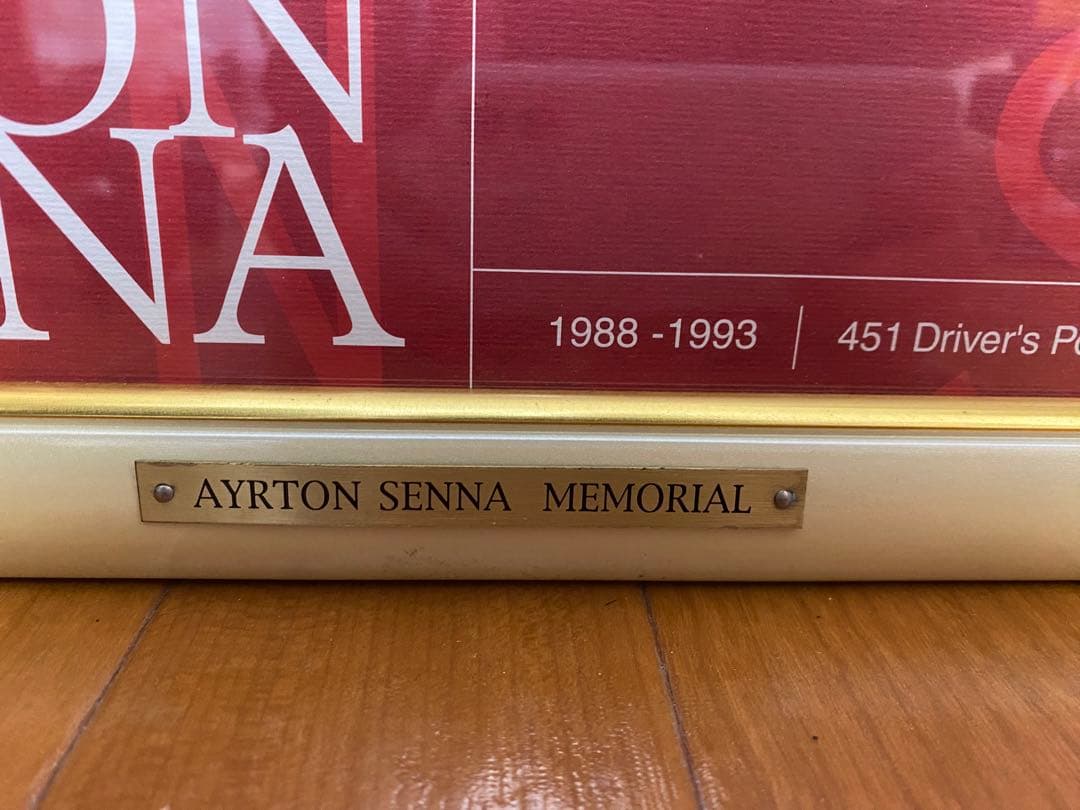 ON
NA
1988 -1993 | 451 Driver's
AYRTON SENNA MEMORIAL